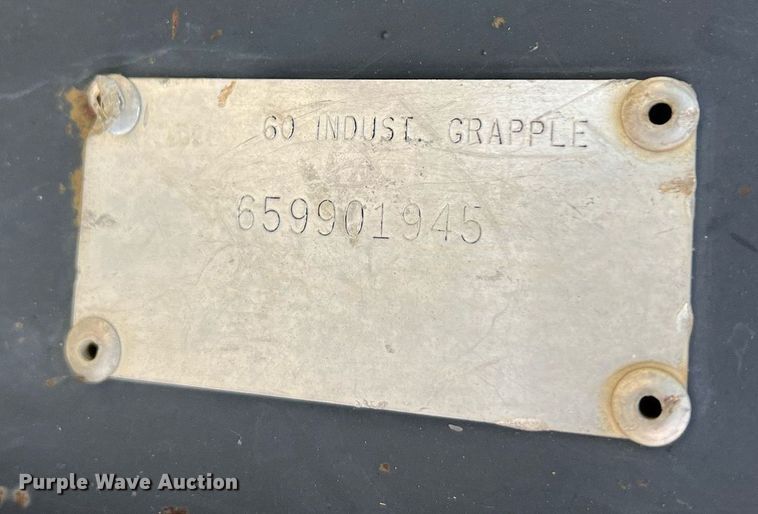 60 INDUST. GRAPPLE
659901945
Purple Wave Auction